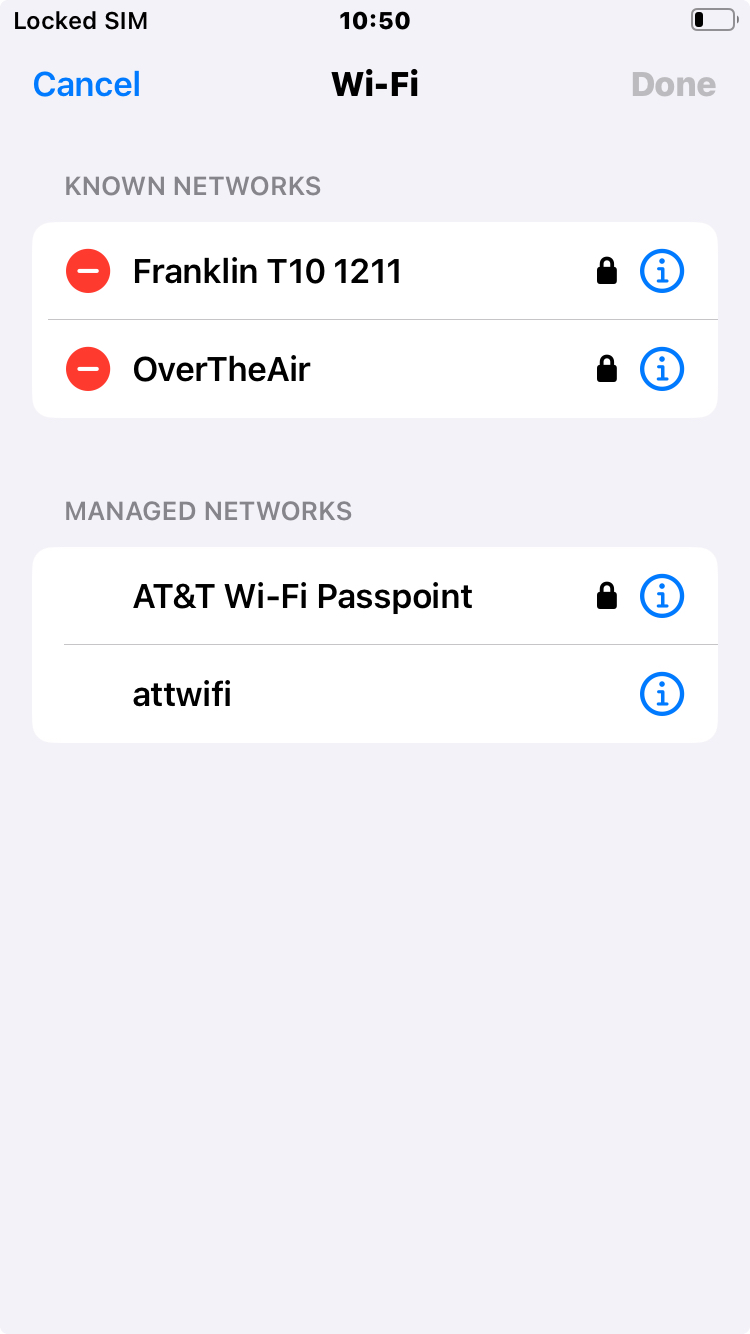 Locked SIM 10:50
Cancel Wi-Fi Done
KNOWN NETWORKS
Franklin T10 1211
OverTheAir
MANAGED NETWORKS
AT&T Wi-Fi Passpoint
attwifi